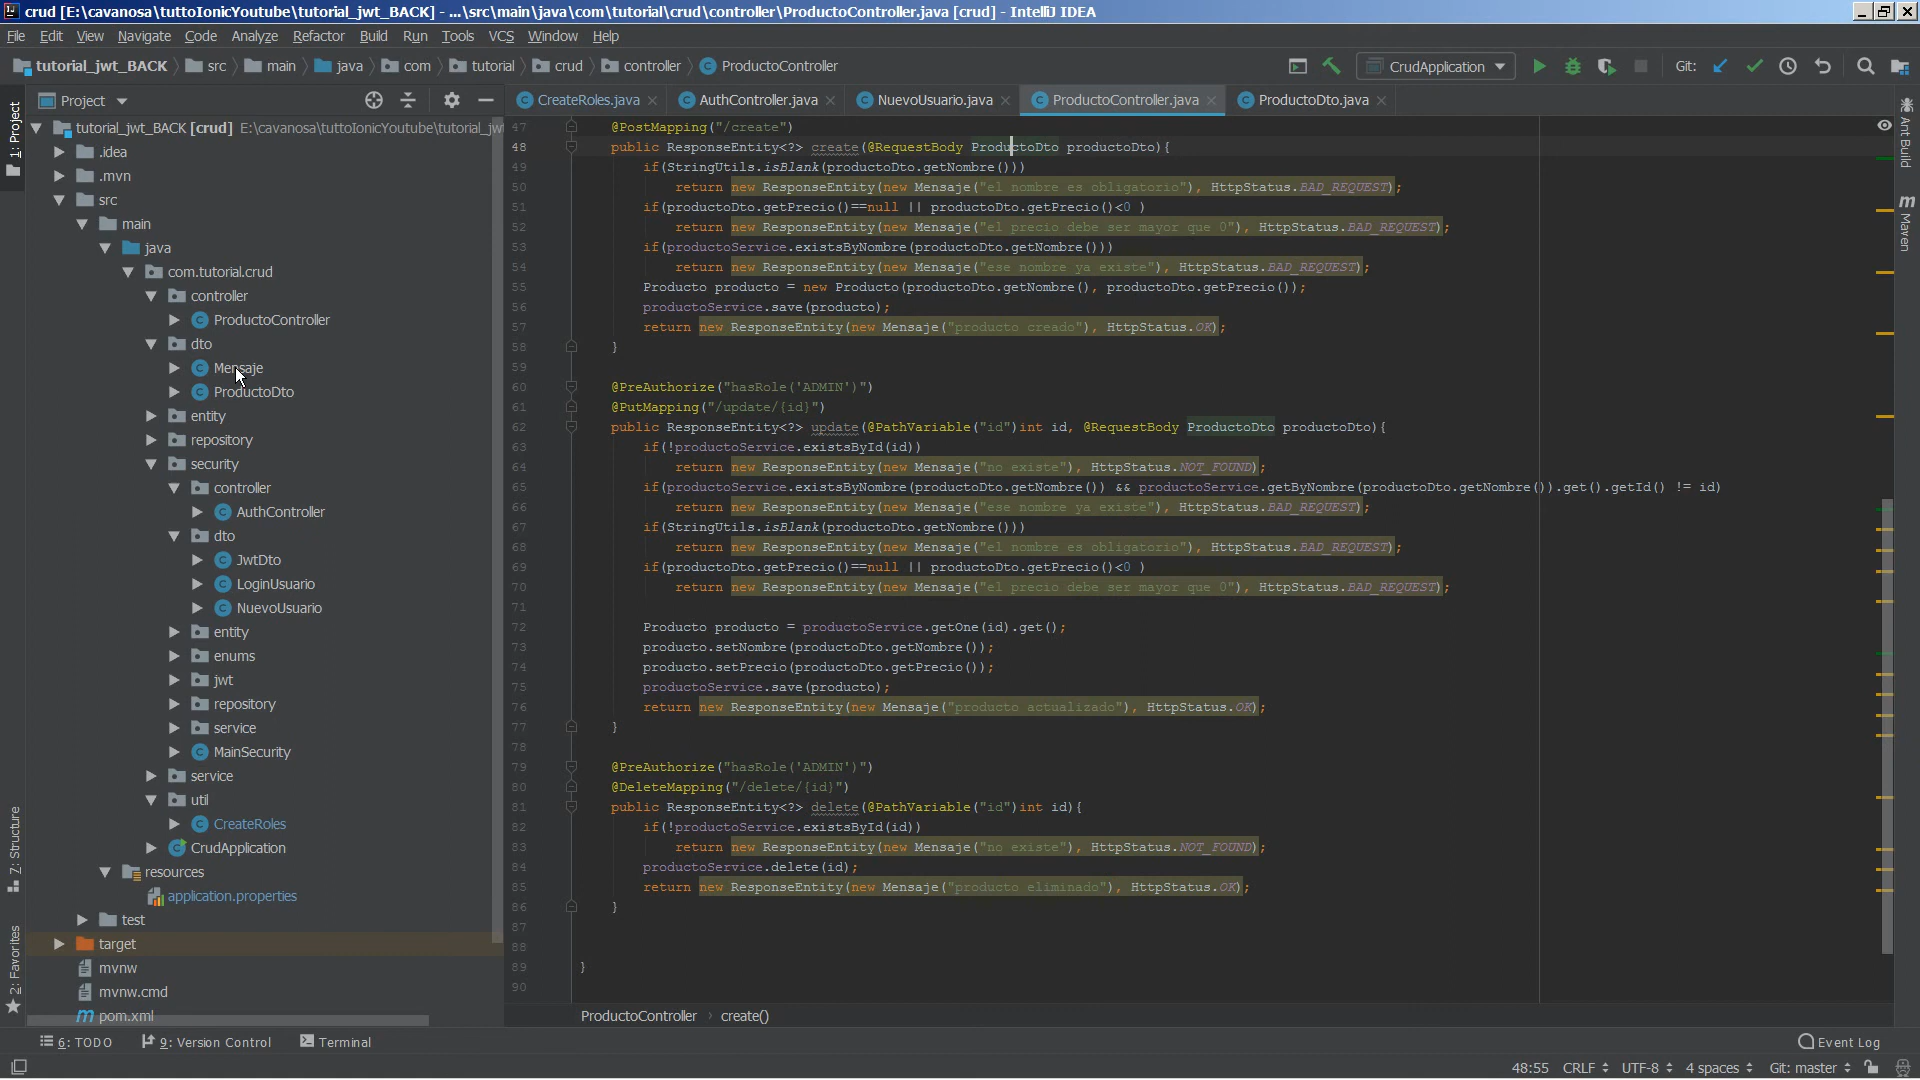 crud [E:\cavanosa\tuttoIonicYoutube\tutorial_jwt_BACK] - ...\src\main\java\com\tutorial\crud\controller\ProductoController.java [crud] - IntelliJ IDEA
File Edit View Navigate Code Analyze Refactor Build Run Tools VCS Window Help
tutorial_jwt_BACK src main java com tutorial crud controller ProductoController CrudApplication Git:
Project
CreateRoles.java AuthController.java NuevoUsuario.java ProductoController.java ProductoDto.java
1: Project
7: Structure
2: Favorites
tutorial_jwt_BACK [crud] E:\cavanosa\tuttoIonicYoutube\tutorial_jw
.idea
.mvn
src
main
java
com.tutorial.crud
controller
ProductoController
dto
Mensaje
ProductoDto
entity
repository
security
controller
AuthController
dto
JwtDto
LoginUsuario
NuevoUsuario
entity
enums
jwt
repository
service
MainSecurity
service
util
CreateRoles
CrudApplication
resources
application.properties
test
target
mvnw
mvnw.cmd
pom.xml
47 @PostMapping("/create")
48 public ResponseEntity<?> create(@RequestBody ProductoDto productoDto){
49 if(StringUtils.isBlank(productoDto.getNombre()))
50 return new ResponseEntity(new Mensaje("el nombre es obligatorio"), HttpStatus.BAD_REQUEST);
51 if(productoDto.getPrecio()==null || productoDto.getPrecio()<0 )
52 return new ResponseEntity(new Mensaje("el precio debe ser mayor que 0"), HttpStatus.BAD_REQUEST);
53 if(productoService.existsByNombre(productoDto.getNombre()))
54 return new ResponseEntity(new Mensaje("ese nombre ya existe"), HttpStatus.BAD_REQUEST);
55 Producto producto = new Producto(productoDto.getNombre(), productoDto.getPrecio());
56 productoService.save(producto);
57 return new ResponseEntity(new Mensaje("producto creado"), HttpStatus.OK);
58 }
59
60 @PreAuthorize("hasRole('ADMIN')")
61 @PutMapping("/update/{id}")
62 public ResponseEntity<?> update(@PathVariable("id")int id, @RequestBody ProductoDto productoDto){
63 if(!productoService.existsById(id))
64 return new ResponseEntity(new Mensaje("no existe"), HttpStatus.NOT_FOUND);
65 if(productoService.existsByNombre(productoDto.getNombre()) && productoService.getByNombre(productoDto.getNombre()).get().getId() != id)
66 return new ResponseEntity(new Mensaje("ese nombre ya existe"), HttpStatus.BAD_REQUEST);
67 if(StringUtils.isBlank(productoDto.getNombre()))
68 return new ResponseEntity(new Mensaje("el nombre es obligatorio"), HttpStatus.BAD_REQUEST);
69 if(productoDto.getPrecio()==null || productoDto.getPrecio()<0 )
70 return new ResponseEntity(new Mensaje("el precio debe ser mayor que 0"), HttpStatus.BAD_REQUEST);
71
72 Producto producto = productoService.getOne(id).get();
73 producto.setNombre(productoDto.getNombre());
74 producto.setPrecio(productoDto.getPrecio());
75 productoService.save(producto);
76 return new ResponseEntity(new Mensaje("producto actualizado"), HttpStatus.OK);
77 }
78
79 @PreAuthorize("hasRole('ADMIN')")
80 @DeleteMapping("/delete/{id}")
81 public ResponseEntity<?> delete(@PathVariable("id")int id){
82 if(!productoService.existsById(id))
83 return new ResponseEntity(new Mensaje("no existe"), HttpStatus.NOT_FOUND);
84 productoService.delete(id);
85 return new ResponseEntity(new Mensaje("producto eliminado"), HttpStatus.OK);
86 }
87
88
89 }
90
Ant Build
Maven
ProductoController create()
6: TODO 9: Version Control Terminal Event Log
48:55 CRLF UTF-8 4 spaces Git: master